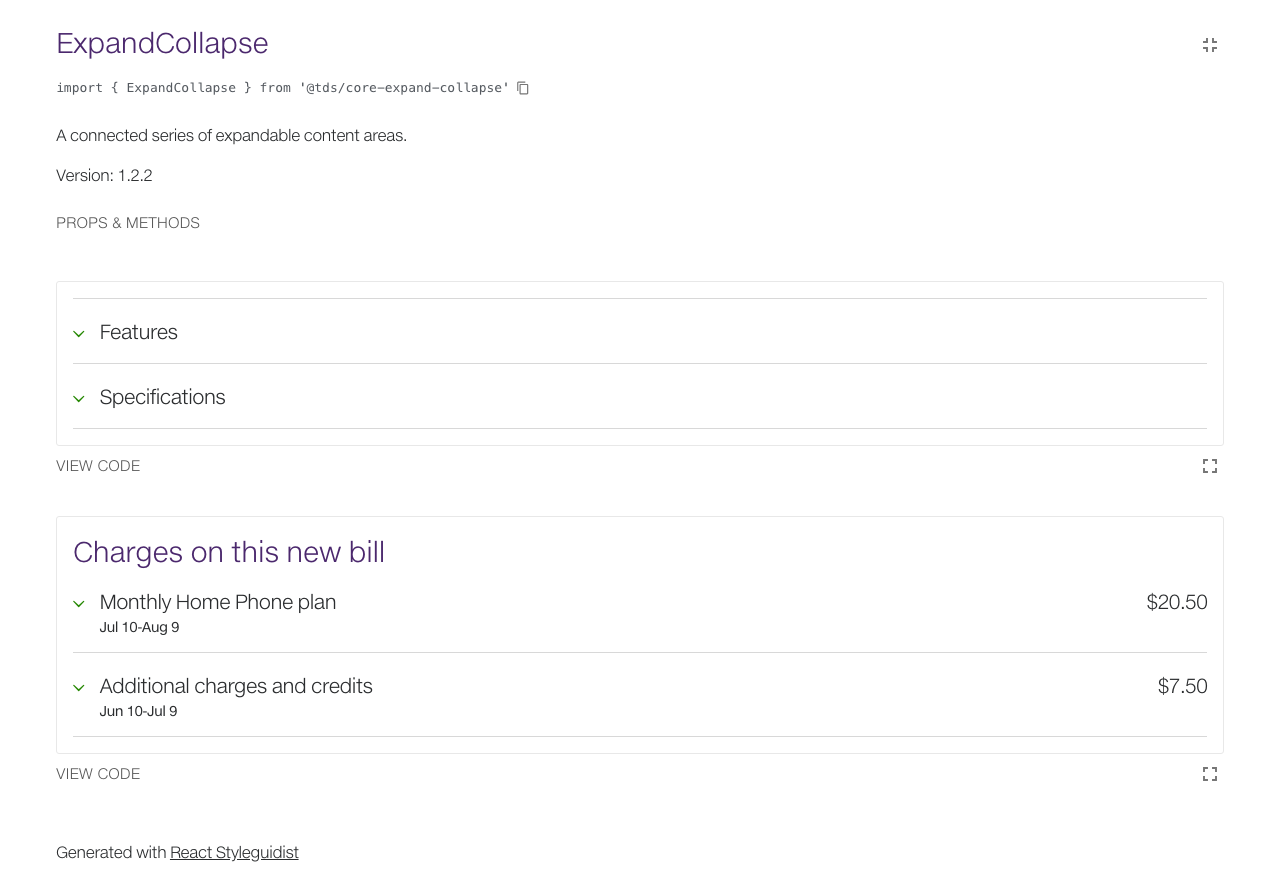 ExpandCollapse
import { ExpandCollapse } from '@tds/core-expand-collapse'
A connected series of expandable content areas.
Version: 1.2.2
PROPS & METHODS
Features
Specifications
VIEW CODE
Charges on this new bill
Monthly Home Phone plan $20.50
Jul 10-Aug 9
Additional charges and credits $7.50
Jun 10-Jul 9
VIEW CODE
Generated with React Styleguidist